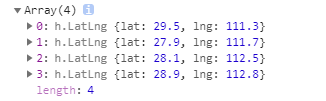 ▼ Array(4) i
▶ 0: h.LatLng {lat: 29.5, lng: 111.3}
▶ 1: h.LatLng {lat: 27.9, lng: 111.7}
▶ 2: h.LatLng {lat: 28.1, lng: 112.5}
▶ 3: h.LatLng {lat: 28.9, lng: 112.8}
length: 4